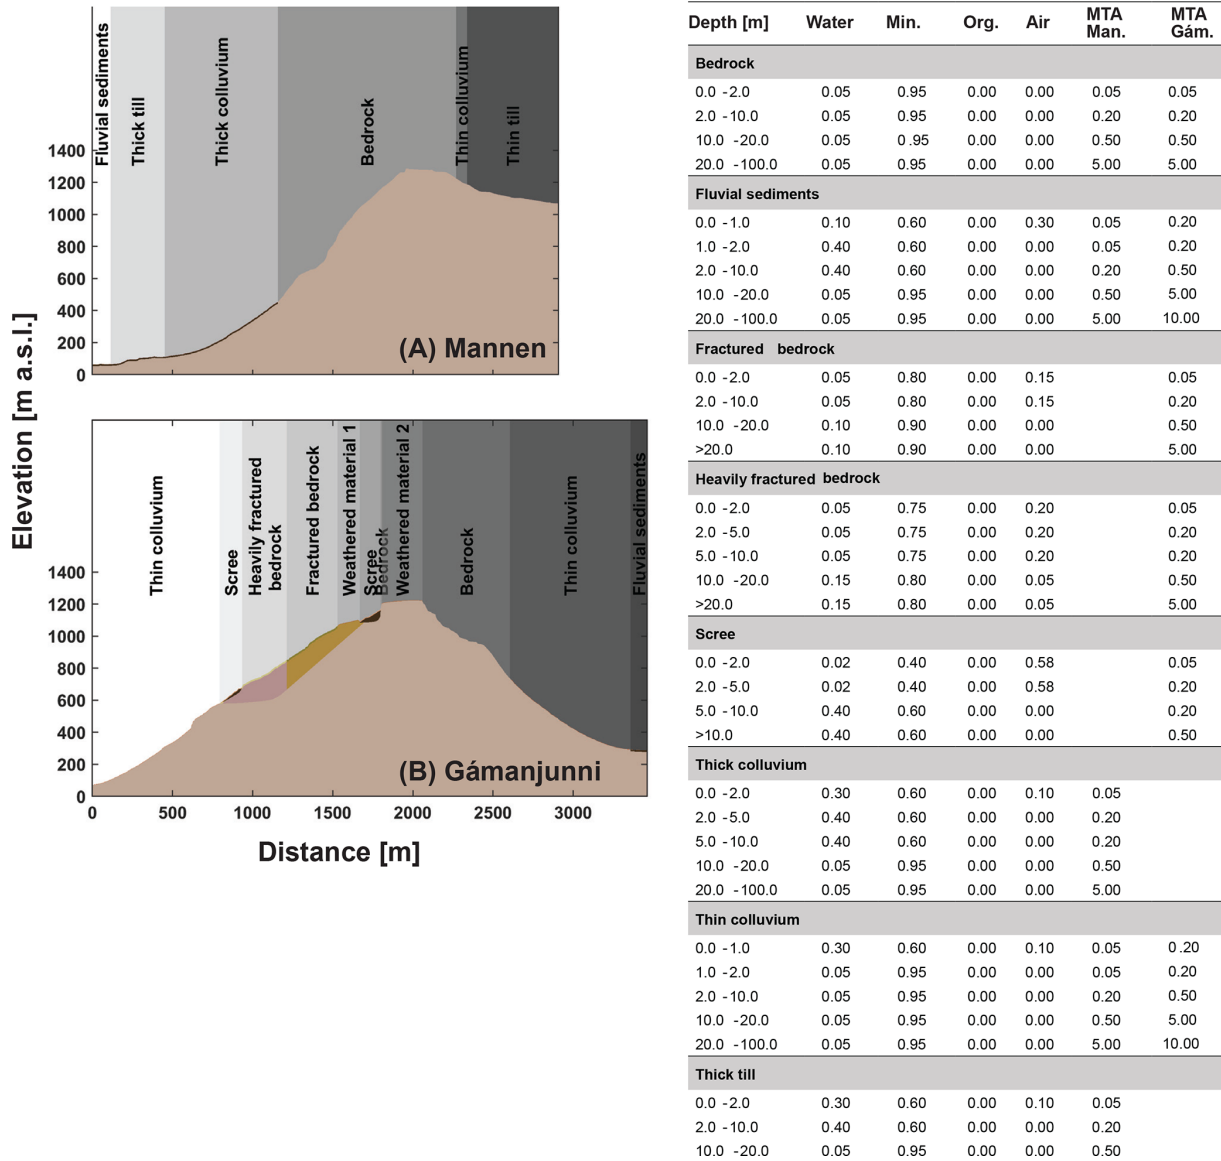 Fluvial sediments
Thick till
Thick colluvium
Bedrock
Thin colluvium
Thin till
1400
1200
1000
800
600
400
200
0
(A) Mannen
Elevation [m a.s.l.]
Thin colluvium
Scree
Heavily fractured
bedrock
Fractured bedrock
Weathered material 1
Scree
Bedrock
Weathered material 2
Bedrock
Thin colluvium
Fluvial sediments
1400
1200
1000
800
600
400
200
0
(B) Gámanjunni
0 500 1000 1500 2000 2500 3000
Distance [m]
Depth [m] Water Min. Org. Air MTA Man. MTA Gám.
Bedrock
0.0 -2.0 0.05 0.95 0.00 0.00 0.05 0.05
2.0 -10.0 0.05 0.95 0.00 0.00 0.20 0.20
10.0 -20.0 0.05 0.95 0.00 0.00 0.50 0.50
20.0 -100.0 0.05 0.95 0.00 0.00 5.00 5.00
Fluvial sediments
0.0 -1.0 0.10 0.60 0.00 0.30 0.05 0.20
1.0 -2.0 0.40 0.60 0.00 0.00 0.05 0.20
2.0 -10.0 0.40 0.60 0.00 0.00 0.20 0.50
10.0 -20.0 0.05 0.95 0.00 0.00 0.50 5.00
20.0 -100.0 0.05 0.95 0.00 0.00 5.00 10.00
Fractured bedrock
0.0 -2.0 0.05 0.80 0.00 0.15 0.05
2.0 -10.0 0.05 0.80 0.00 0.15 0.20
10.0 -20.0 0.10 0.90 0.00 0.00 0.50
>20.0 0.10 0.90 0.00 0.00 5.00
Heavily fractured bedrock
0.0 -2.0 0.05 0.75 0.00 0.20 0.05
2.0 -5.0 0.05 0.75 0.00 0.20 0.20
5.0 -10.0 0.05 0.75 0.00 0.20 0.20
10.0 -20.0 0.15 0.80 0.00 0.05 0.50
>20.0 0.15 0.80 0.00 0.05 5.00
Scree
0.0 -2.0 0.02 0.40 0.00 0.58 0.05
2.0 -5.0 0.02 0.40 0.00 0.58 0.20
5.0 -10.0 0.40 0.60 0.00 0.00 0.20
>10.0 0.40 0.60 0.00 0.00 0.50
Thick colluvium
0.0 -2.0 0.30 0.60 0.00 0.10 0.05
2.0 -5.0 0.40 0.60 0.00 0.00 0.20
5.0 -10.0 0.40 0.60 0.00 0.00 0.20
10.0 -20.0 0.05 0.95 0.00 0.00 0.50
20.0 -100.0 0.05 0.95 0.00 0.00 5.00
Thin colluvium
0.0 -1.0 0.30 0.60 0.00 0.10 0.05 0.20
1.0 -2.0 0.05 0.95 0.00 0.00 0.05 0.20
2.0 -10.0 0.05 0.95 0.00 0.00 0.20 0.50
10.0 -20.0 0.05 0.95 0.00 0.00 0.50 5.00
20.0 -100.0 0.05 0.95 0.00 0.00 5.00 10.00
Thick till
0.0 -2.0 0.30 0.60 0.00 0.10 0.05
2.0 -10.0 0.40 0.60 0.00 0.00 0.20
10.0 -20.0 0.05 0.95 0.00 0.00 0.50